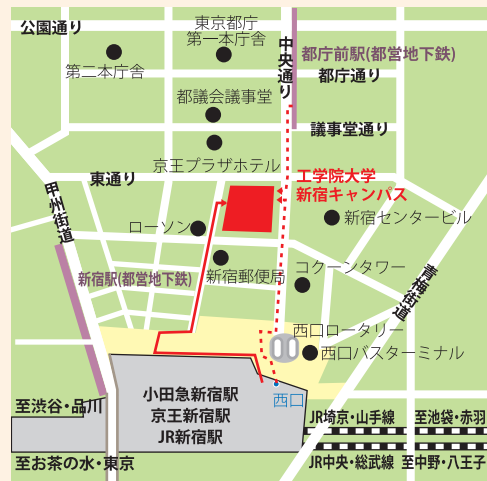 公園通り
東京都庁
第一本庁舎
中央通り
都庁前駅(都営地下鉄)
第二本庁舎
都庁通り
都議会議事堂
議事堂通り
京王プラザホテル
東通り
工学院大学
新宿キャンパス
甲州街道
ローソン
新宿センタービル
新宿郵便局
コクーンタワー
新宿駅(都営地下鉄)
青梅街道
西口ロータリー
西口バスターミナル
小田急新宿駅
京王新宿駅
JR新宿駅
西口
至渋谷・品川
JR埼京・山手線
至池袋・赤羽
至お茶の水・東京
JR中央・総武線
至中野・八王子